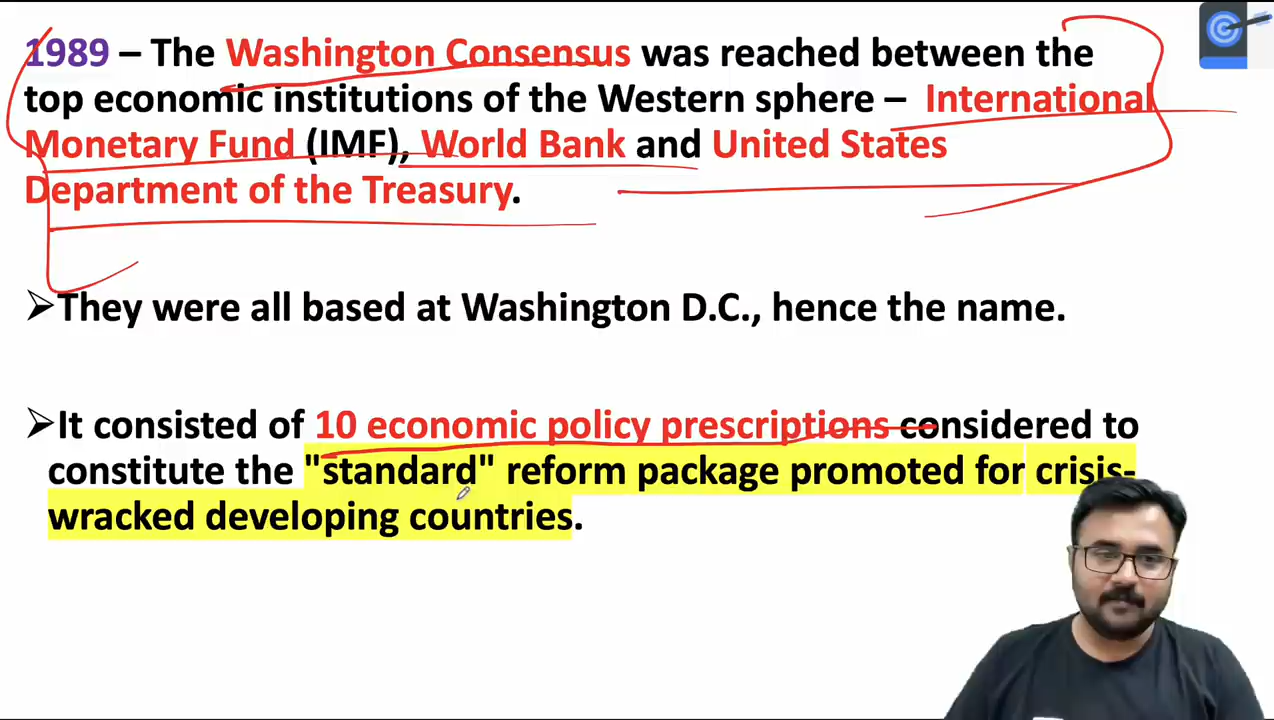 1989 – The Washington Consensus was reached between the
top economic institutions of the Western sphere – International
Monetary Fund (IMF), World Bank and United States
Department of the Treasury.
➢They were all based at Washington D.C., hence the name.
➢It consisted of 10 economic policy prescriptions considered to
constitute the "standard" reform package promoted for crisis-
wracked developing countries.